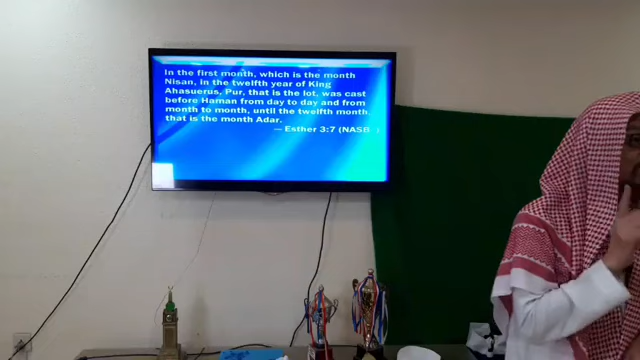 In the first month, which is the month
Nisan, in the twelfth year of King
Ahasuerus, Pur, that is the lot, was cast
before Haman from day to day and from
month to month, until the twelfth month,
that is the month Adar.
— Esther 3:7 (NASB )